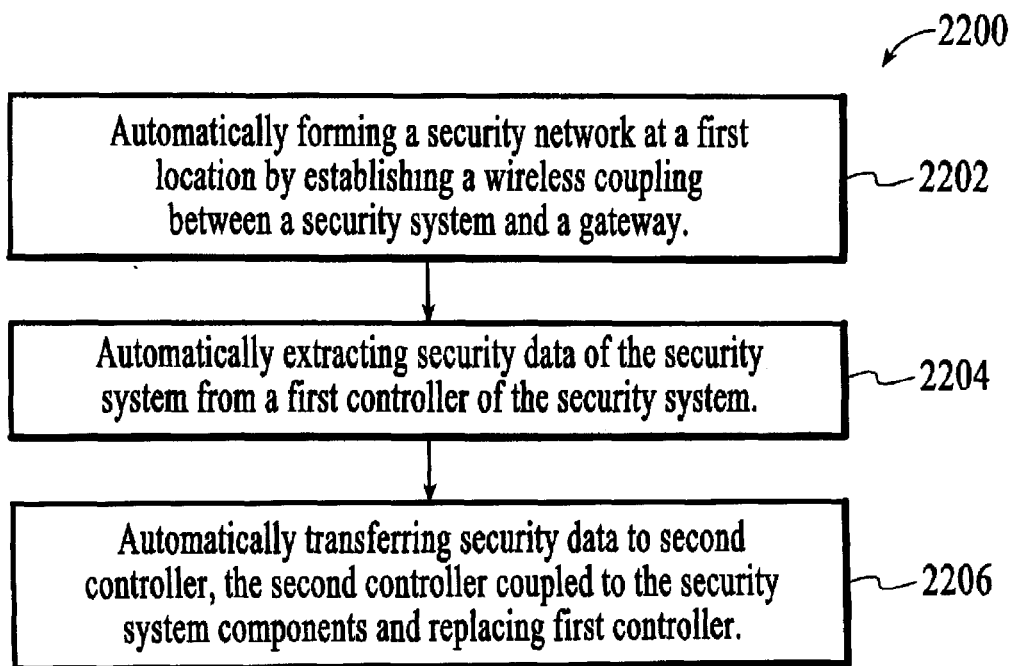 2200
Automatically forming a security network at a first
location by establishing a wireless coupling
between a security system and a gateway.
2202
Automatically extracting security data of the security
system from a first controller of the security system.
2204
Automatically transferring security data to second
controller, the second controller coupled to the security
system components and replacing first controller.
2206